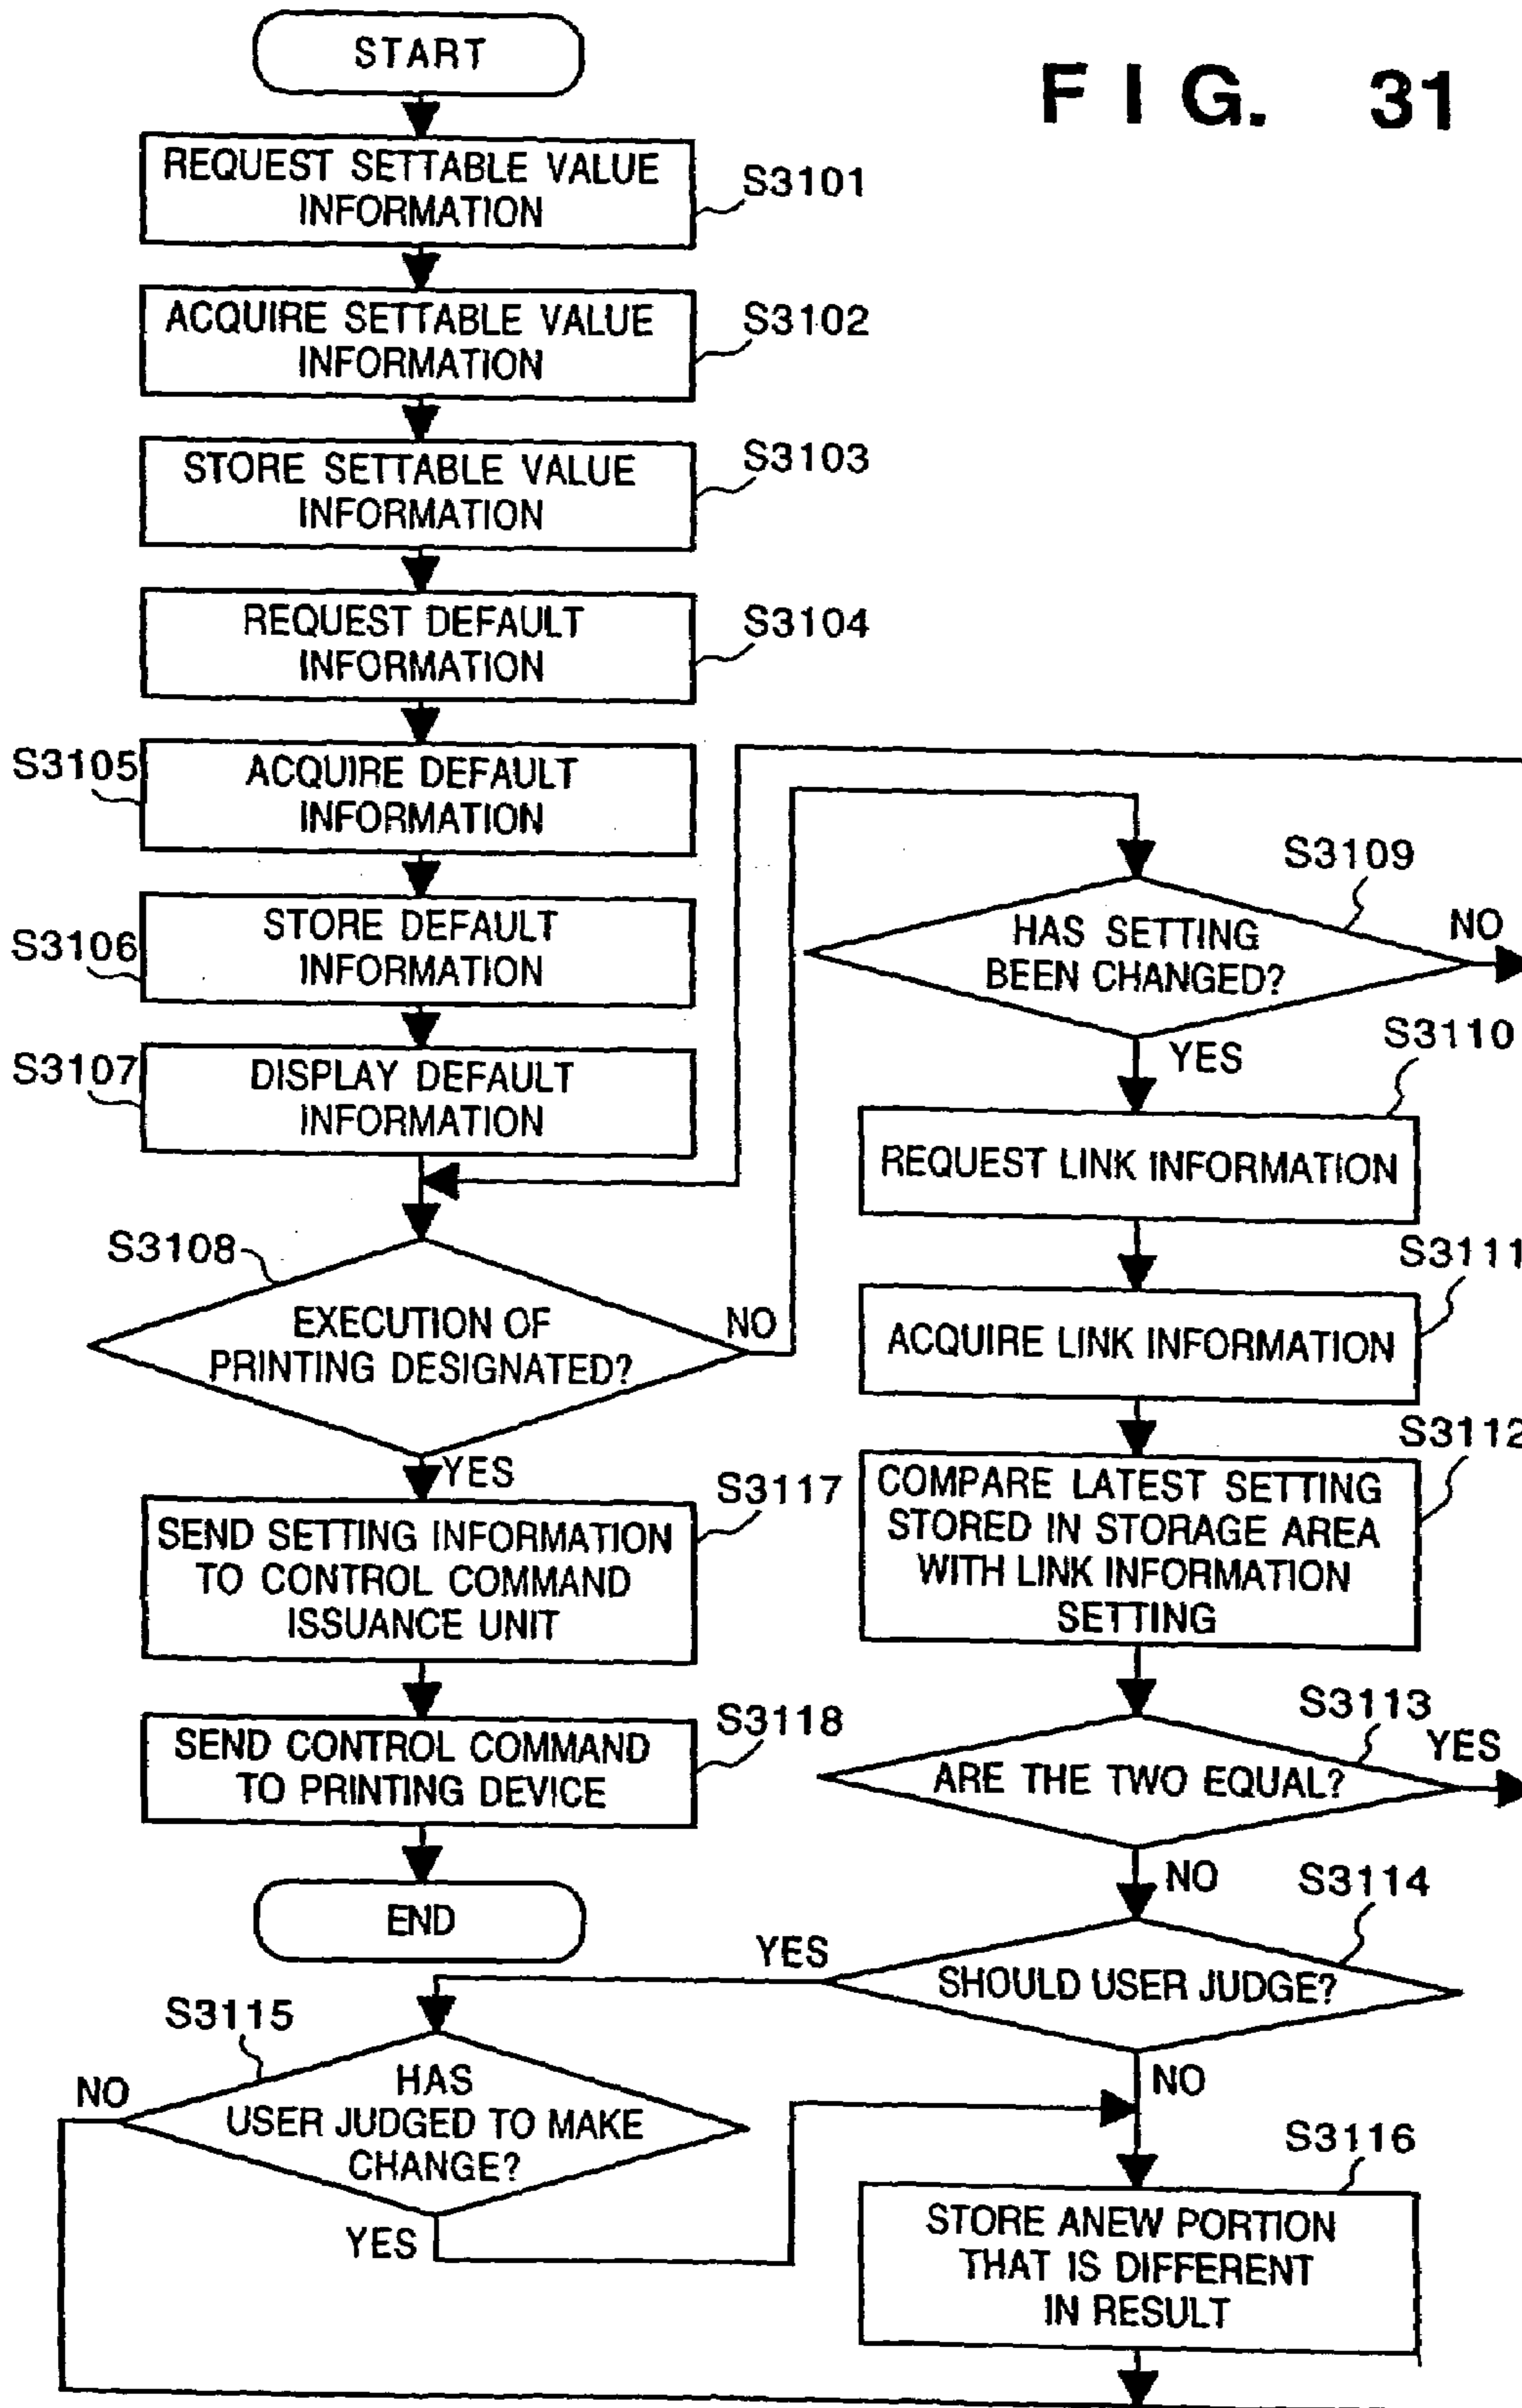 START
FIG. 31
REQUEST SETTABLE VALUE
INFORMATION
S3101
ACQUIRE SETTABLE VALUE
INFORMATION
S3102
STORE SETTABLE VALUE
INFORMATION
S3103
REQUEST DEFAULT
INFORMATION
S3104
S3105
ACQUIRE DEFAULT
INFORMATION
S3106
STORE DEFAULT
INFORMATION
S3107
DISPLAY DEFAULT
INFORMATION
S3108
EXECUTION OF
PRINTING DESIGNATED?
NO
YES
S3117
SEND SETTING INFORMATION
TO CONTROL COMMAND
ISSUANCE UNIT
S3118
SEND CONTROL COMMAND
TO PRINTING DEVICE
END
S3109
HAS SETTING
BEEN CHANGED?
NO
YES
S3110
REQUEST LINK INFORMATION
S3111
ACQUIRE LINK INFORMATION
S3112
COMPARE LATEST SETTING
STORED IN STORAGE AREA
WITH LINK INFORMATION
SETTING
S3113
ARE THE TWO EQUAL?
YES
NO
S3114
SHOULD USER JUDGE?
YES
NO
S3115
HAS
USER JUDGED TO MAKE
CHANGE?
NO
YES
S3116
STORE ANEW PORTION
THAT IS DIFFERENT
IN RESULT